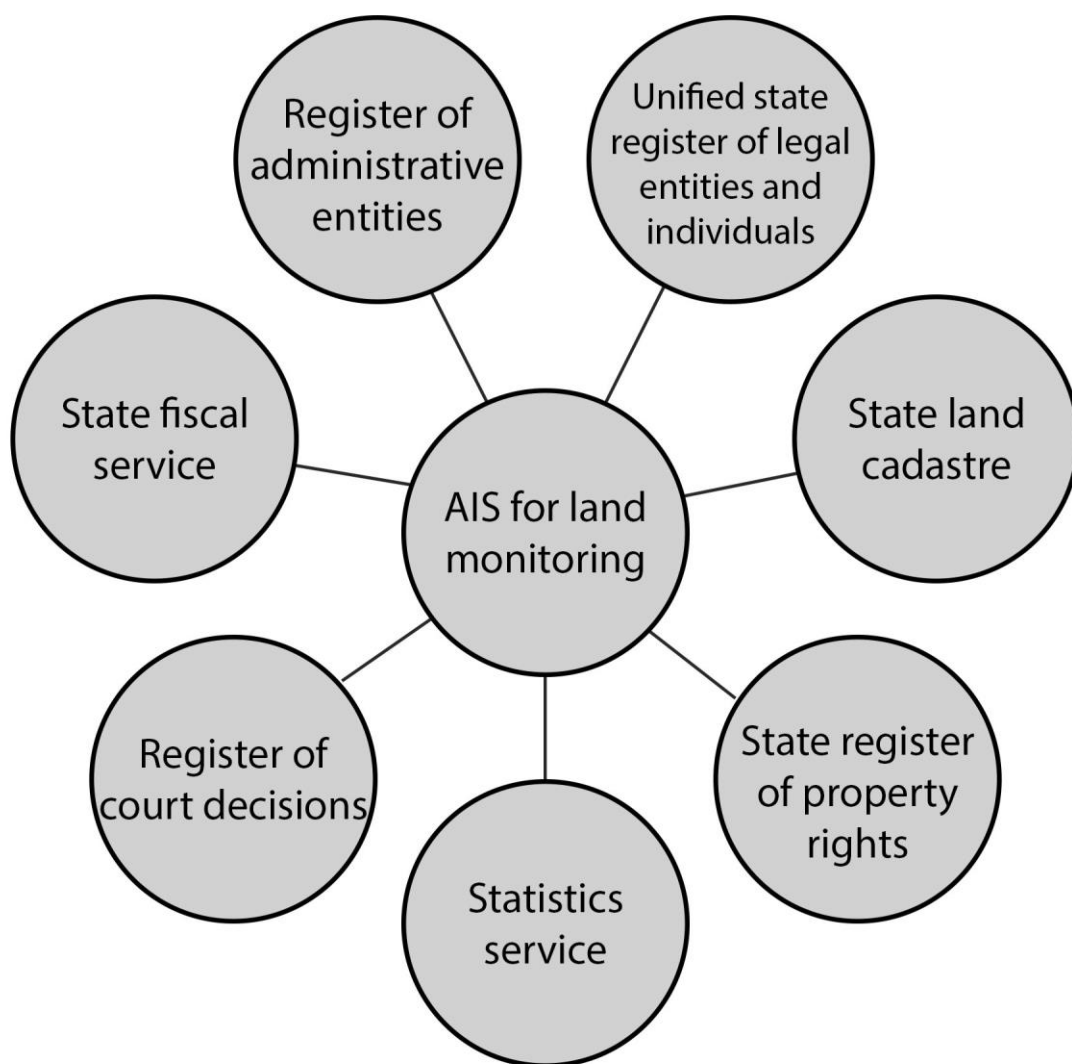 Register of
administrative
entities
Unified state
register of legal
entities and
individuals
State fiscal
service
AIS for land
monitoring
State land
cadastre
Register of
court decisions
State register
of property
rights
Statistics
service